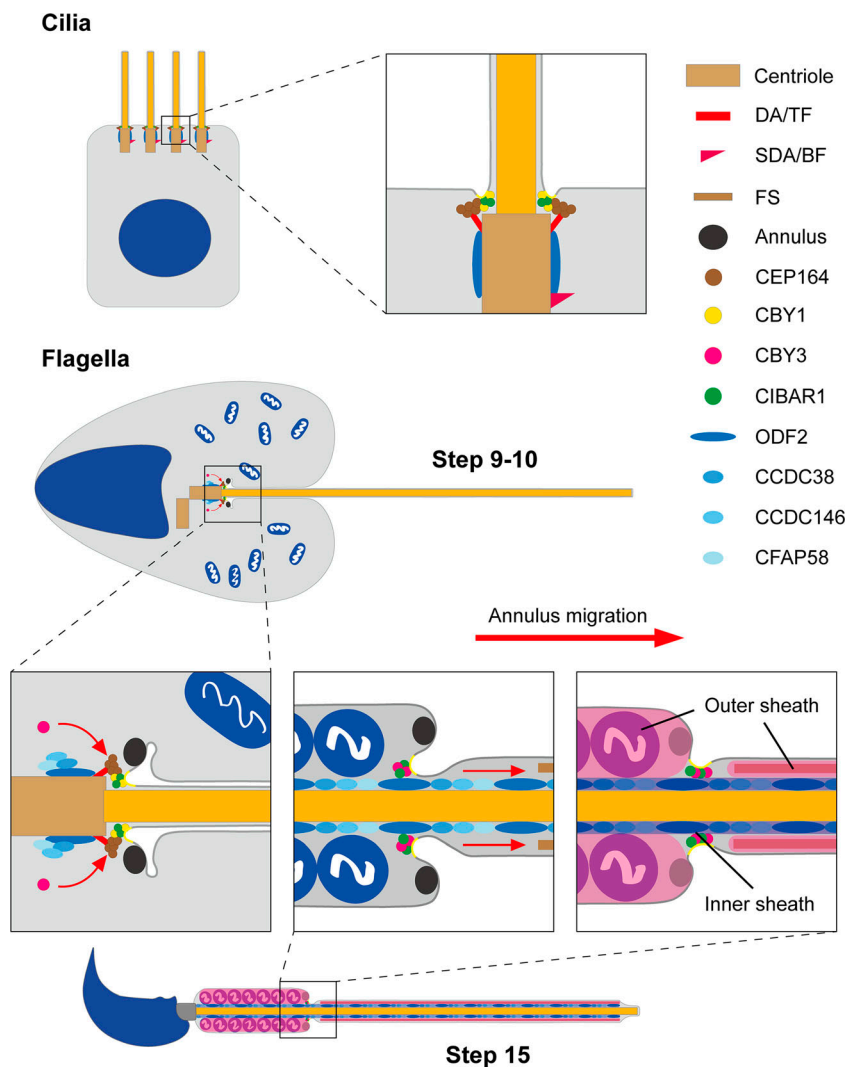 Cilia
Centriole
DA/TF
SDA/BF
FS
Annulus
CEP164
CBY1
CBY3
CIBAR1
ODF2
CCDC38
CCDC146
CFAP58
Flagella
Step 9-10
Annulus migration
Outer sheath
Inner sheath
Step 15